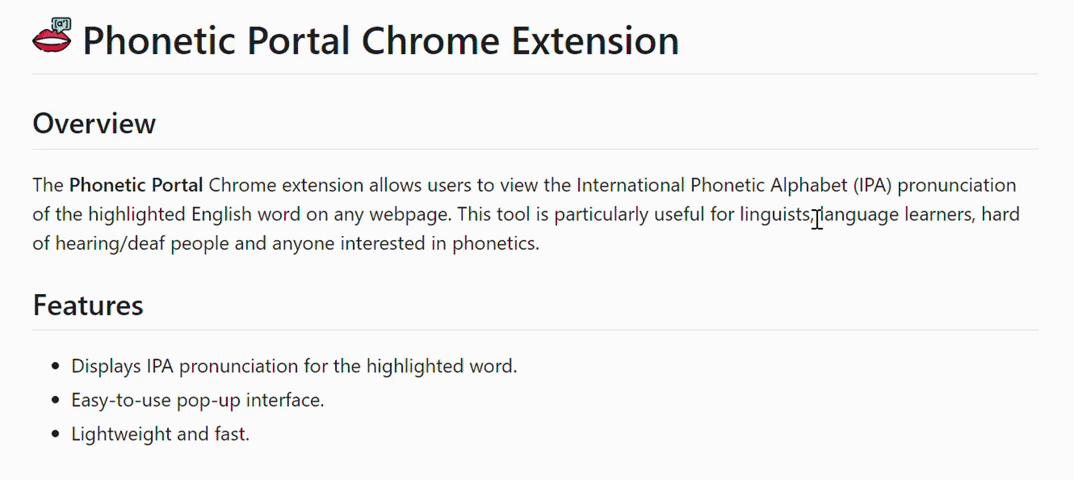 Phonetic Portal Chrome Extension
Overview
The Phonetic Portal Chrome extension allows users to view the International Phonetic Alphabet (IPA) pronunciation
of the highlighted English word on any webpage. This tool is particularly useful for linguists, language learners, hard
of hearing/deaf people and anyone interested in phonetics.
Features
Displays IPA pronunciation for the highlighted word.
Easy-to-use pop-up interface.
Lightweight and fast.